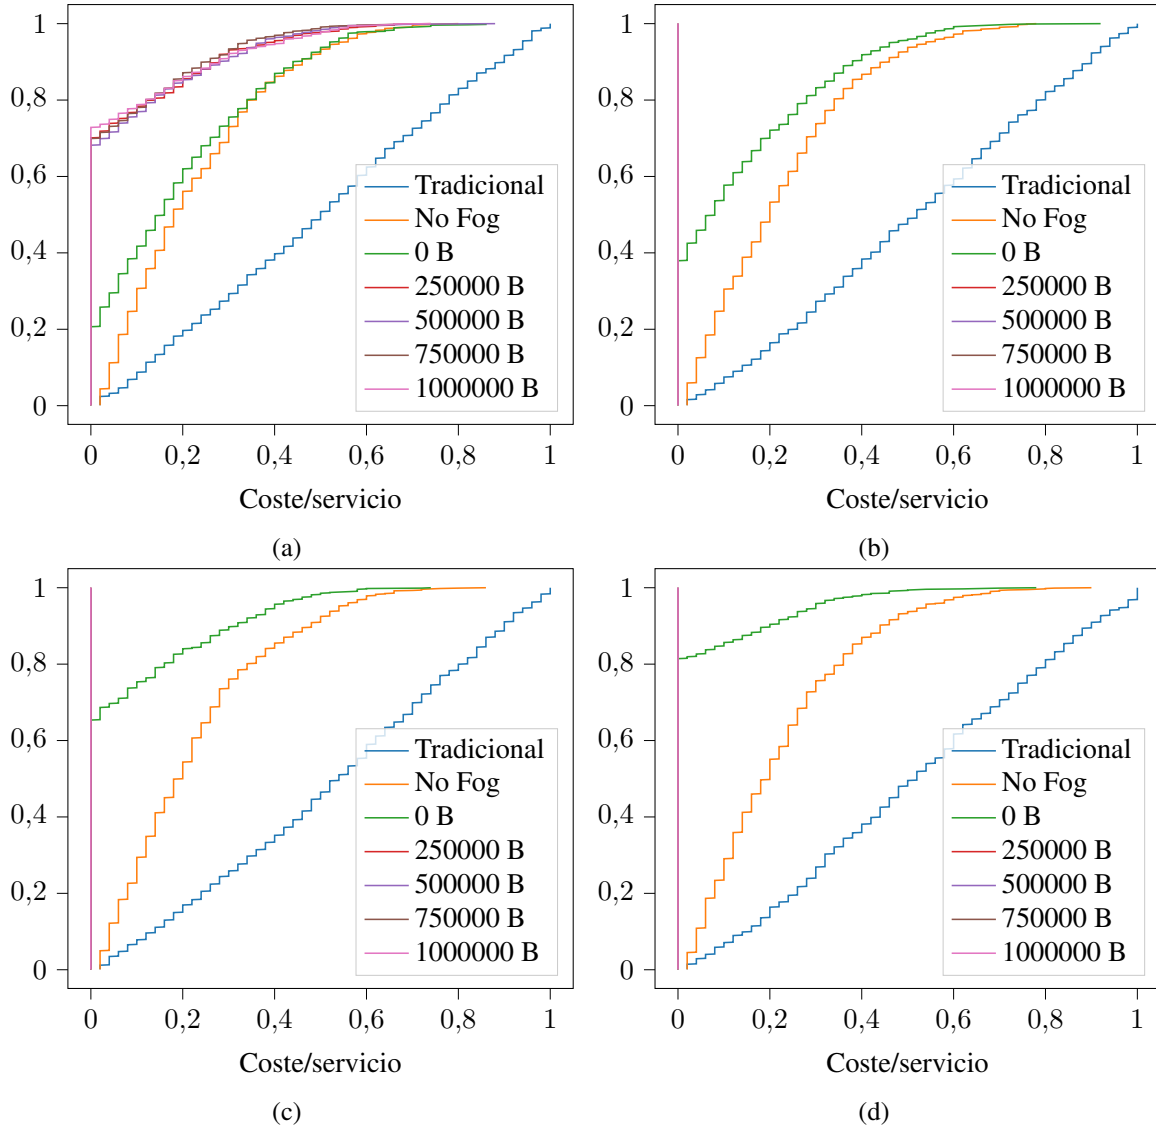 1
0,8
0,6
0,4
0,2
0
Tradicional
No Fog
0 B
250000 B
500000 B
750000 B
1000000 B
0 0,2 0,4 0,6 0,8 1
Coste/servicio
(a)
1
0,8
0,6
0,4
0,2
0
Tradicional
No Fog
0 B
250000 B
500000 B
750000 B
1000000 B
0 0,2 0,4 0,6 0,8 1
Coste/servicio
(b)
1
0,8
0,6
0,4
0,2
0
Tradicional
No Fog
0 B
250000 B
500000 B
750000 B
1000000 B
0 0,2 0,4 0,6 0,8 1
Coste/servicio
(c)
1
0,8
0,6
0,4
0,2
0
Tradicional
No Fog
0 B
250000 B
500000 B
750000 B
1000000 B
0 0,2 0,4 0,6 0,8 1
Coste/servicio
(d)